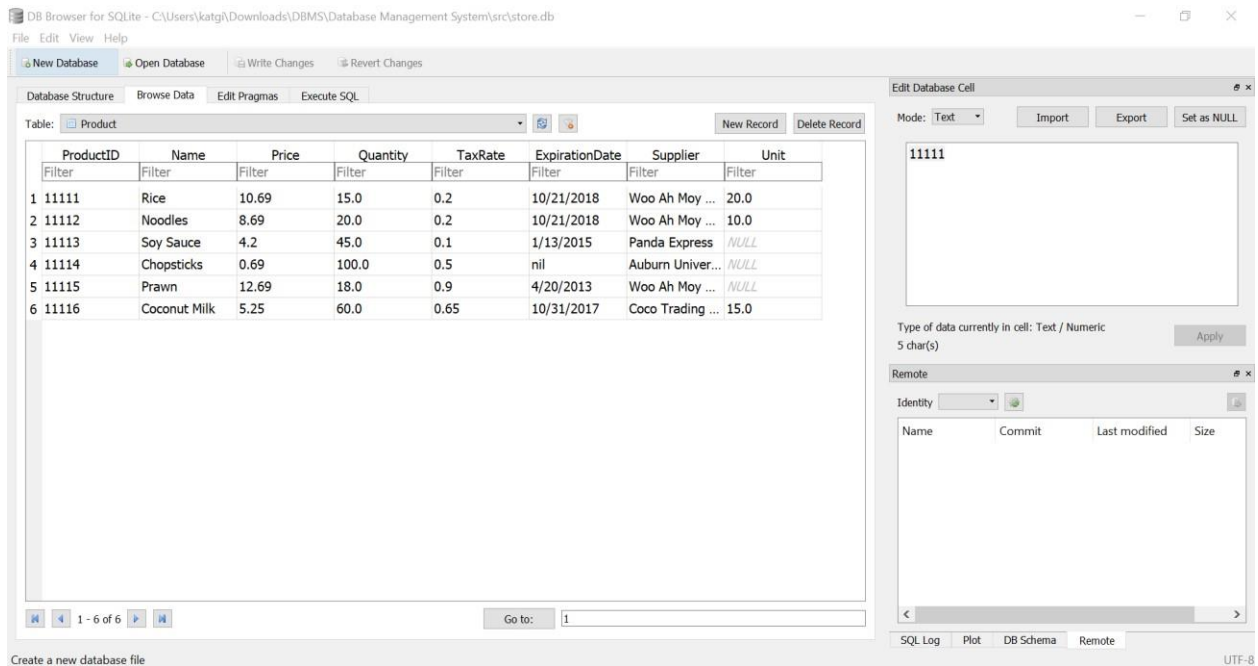 DB Browser for SQLite - C:\Users\katgi\Downloads\DBMS\Database Management System\src\store.db
File Edit View Help
New Database Open Database Write Changes Revert Changes
Database Structure Browse Data Edit Pragmas Execute SQL
Table: Product New Record Delete Record
ProductID Name Price Quantity TaxRate ExpirationDate Supplier Unit
Filter Filter Filter Filter Filter Filter Filter Filter
1 11111 Rice 10.69 15.0 0.2 10/21/2018 Woo Ah Moy ... 20.0
2 11112 Noodles 8.69 20.0 0.2 10/21/2018 Woo Ah Moy ... 10.0
3 11113 Soy Sauce 4.2 45.0 0.1 1/13/2015 Panda Express NULL
4 11114 Chopsticks 0.69 100.0 0.5 nil Auburn Univer... NULL
5 11115 Prawn 12.69 18.0 0.9 4/20/2013 Woo Ah Moy ... NULL
6 11116 Coconut Milk 5.25 60.0 0.65 10/31/2017 Coco Trading ... 15.0
1 - 6 of 6 Go to: 1
Edit Database Cell
Mode: Text Import Export Set as NULL
11111
Type of data currently in cell: Text / Numeric
5 char(s)
Apply
Remote
Identity
Name Commit Last modified Size
SQL Log Plot DB Schema Remote
Create a new database file UTF-8